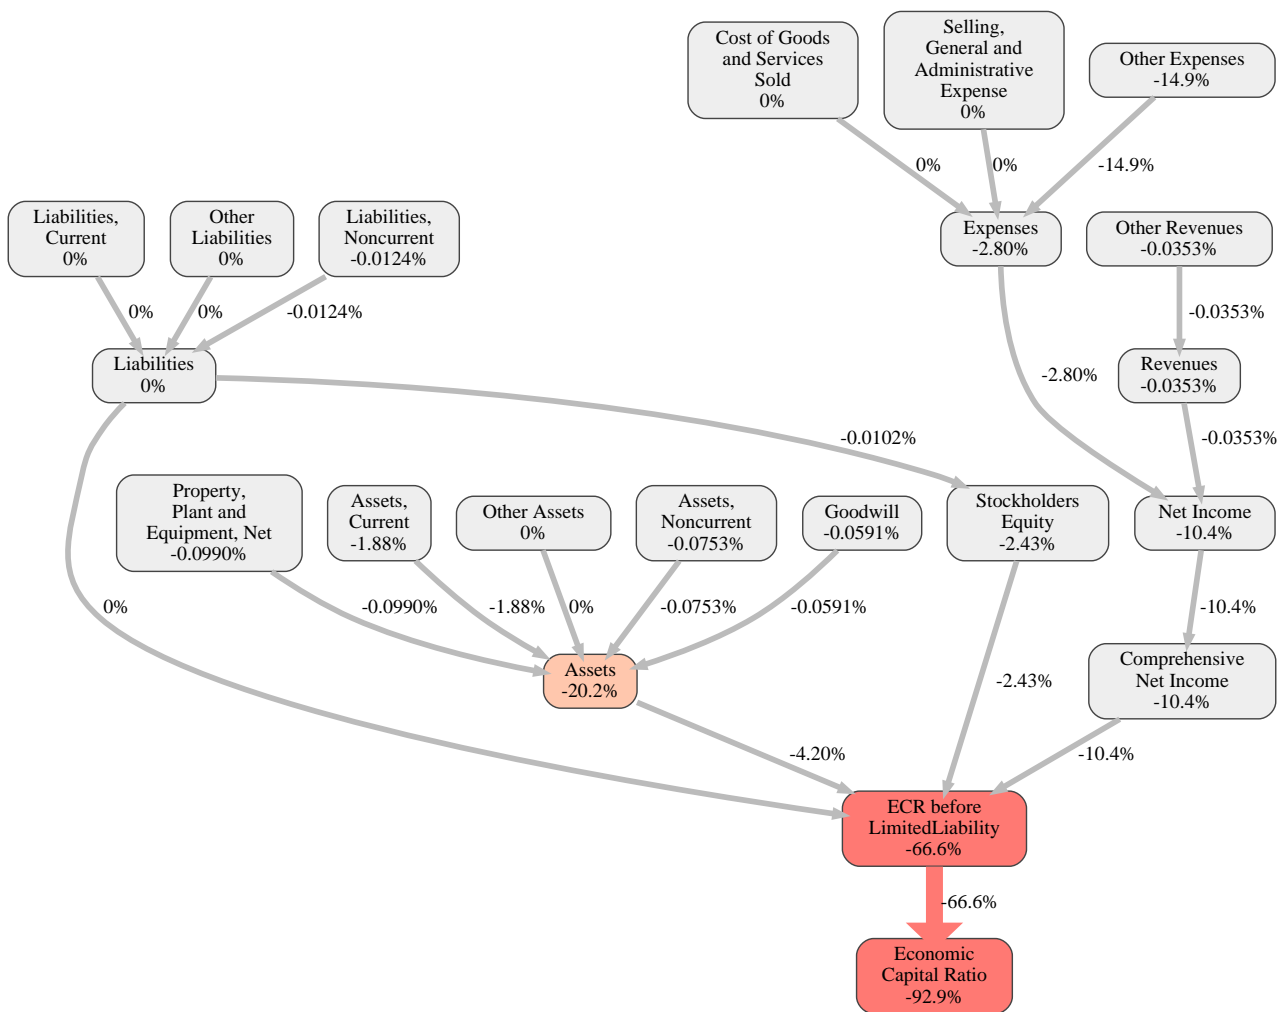 Cost of Goods
and Services
Sold
0%
Selling,
General and
Administrative
Expense
0%
Other Expenses
-14.9%
0%
0%
-14.9%
Liabilities,
Current
0%
Other
Liabilities
0%
Liabilities,
Noncurrent
-0.0124%
Expenses
-2.80%
Other Revenues
-0.0353%
0%
0%
-0.0124%
-0.0353%
Liabilities
0%
-2.80%
Revenues
-0.0353%
-0.0102%
-0.0353%
Property,
Plant and
Equipment, Net
-0.0990%
Assets,
Current
-1.88%
Other Assets
0%
Assets,
Noncurrent
-0.0753%
Goodwill
-0.0591%
Stockholders
Equity
-2.43%
Net Income
-10.4%
0%
-0.0990%
-1.88%
0%
-0.0753%
-0.0591%
-10.4%
Assets
-20.2%
-2.43%
Comprehensive
Net Income
-10.4%
-4.20%
-10.4%
ECR before
LimitedLiability
-66.6%
-66.6%
Economic
Capital Ratio
-92.9%